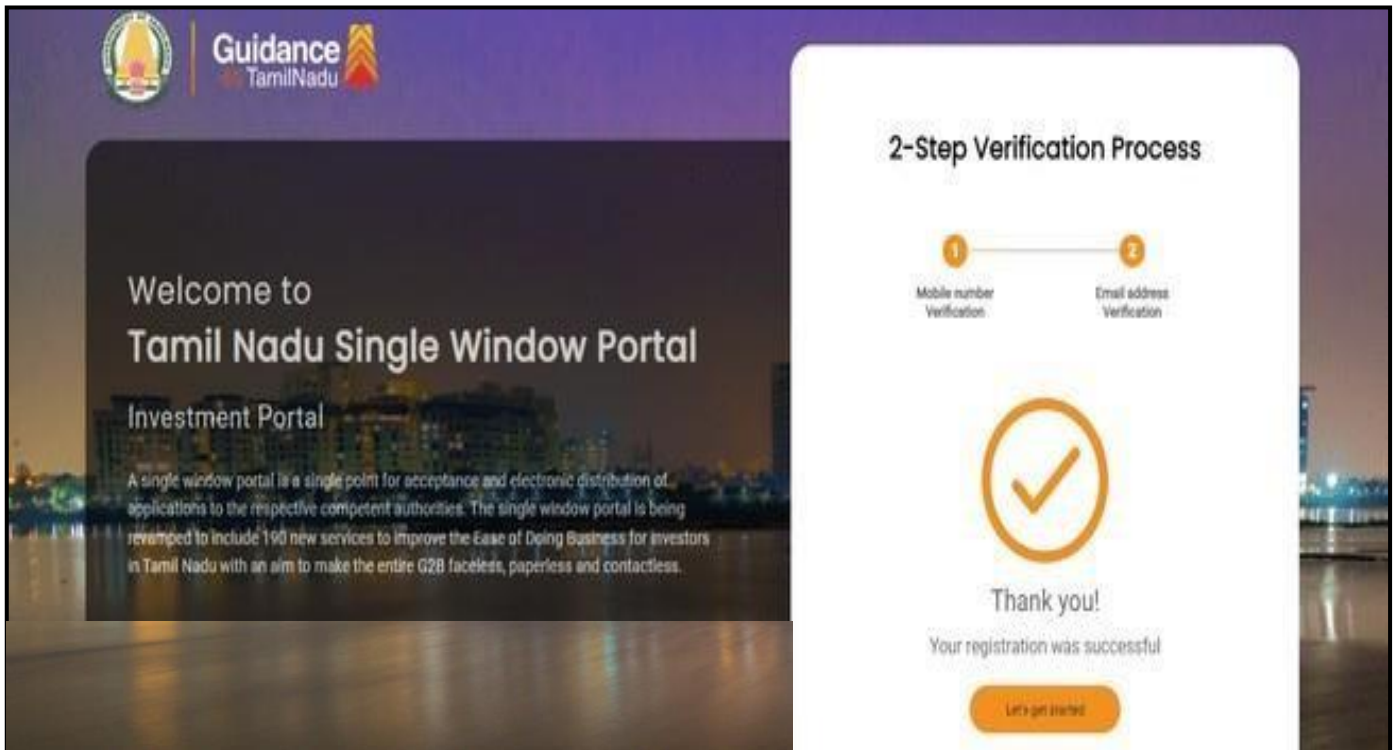 Guidance
TamilNadu
Welcome to
Tamil Nadu Single Window Portal
Investment Portal
A single window portal is a single point for acceptance and electronic distribution of
applications to the respective competent authorities. The single window portal is being
revamped to include 190 new services to improve the Ease of Doing Business for investors
in Tamil Nadu with an aim to make the entire G2B faceless, paperless and contactless.
2-Step Verification Process
1
2
Mobile number
Verification
Email address
Verification
Thank you!
Your registration was successful
Let's get started